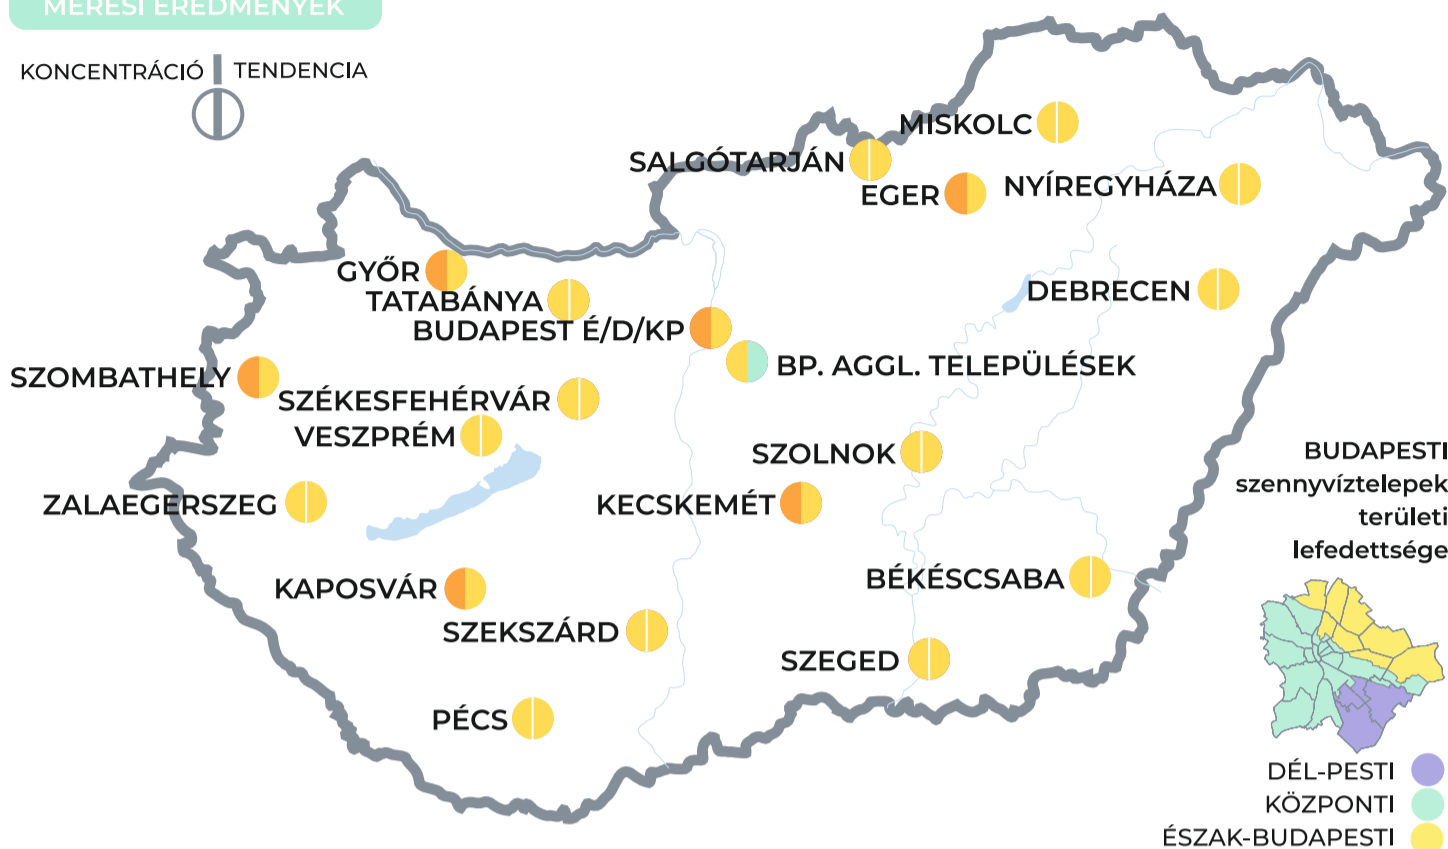 MÉRÉSI EREDMÉNYEK
KONCENTRÁCIÓ TENDENCIA
MISKOLC
SALGÓTARJÁN
EGER
NYÍREGYHÁZA
GYŐR
TATABÁNYA
DEBRECEN
BUDAPEST É/D/KP
BP. AGGL. TELEPÜLÉSEK
SZOMBATHELY
SZÉKESFEHÉRVÁR
VESZPRÉM
SZOLNOK
ZALAEGERSZEG
KECSKEMÉT
BUDAPESTI
szennyvíztelepek
területi
lefedettsége
KAPOSVÁR
BÉKÉSCSABA
SZEKSZÁRD
SZEGED
PÉCS
DÉL-PESTI
KÖZPONTI
ÉSZAK-BUDAPESTI